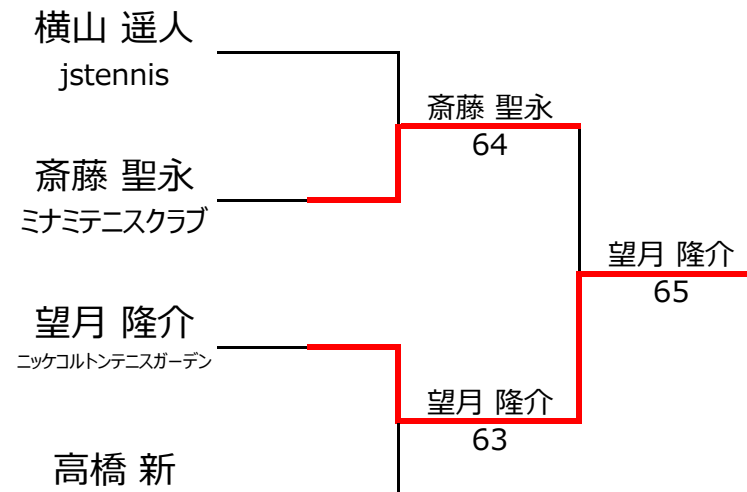 横山 遥人
jstennis
斎藤 聖永
64
斎藤 聖永
ミナミテニスクラブ
望月 隆介
65
望月 隆介
ニッケコルトンテニスガーデン
望月 隆介
63
高橋 新